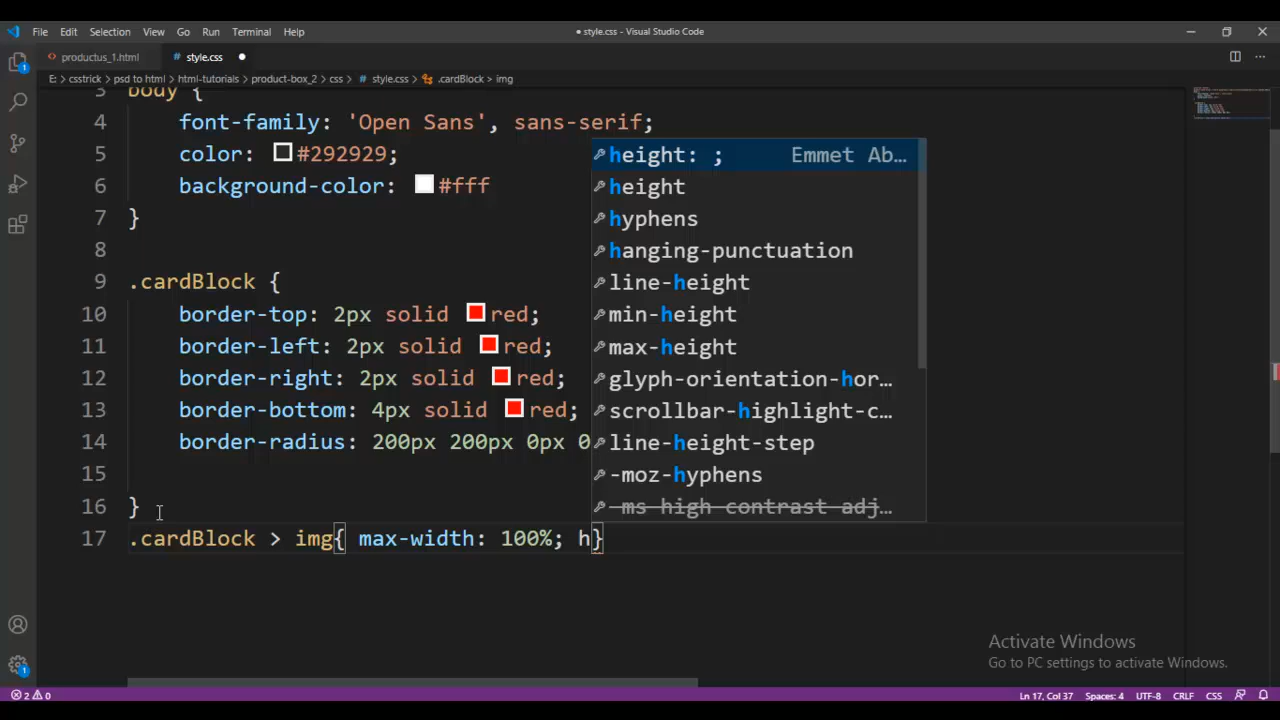 File Edit Selection View Go Run Terminal Help
● style.css - Visual Studio Code
productus_1.html
# style.css ●
E: > csstrick > psd to html > html-tutorials > product-box_2 > css > # style.css > .cardBlock > img
3 body {
4 font-family: 'Open Sans', sans-serif;
5 color: #292929;
6 background-color: #fff
7 }
8
9 .cardBlock {
10 border-top: 2px solid red;
11 border-left: 2px solid red;
12 border-right: 2px solid red;
13 border-bottom: 4px solid red;
14 border-radius: 200px 200px 0px 0
15
16 }
17 .cardBlock > img{ max-width: 100%; h}
height: ; Emmet Ab…
height
hyphens
hanging-punctuation
line-height
min-height
max-height
glyph-orientation-hor…
scrollbar-highlight-c…
line-height-step
-moz-hyphens
-ms-high-contrast-adj…
1
1
Activate Windows
Go to PC settings to activate Windows.
2 0
Ln 17, Col 37 Spaces: 4 UTF-8 CRLF CSS